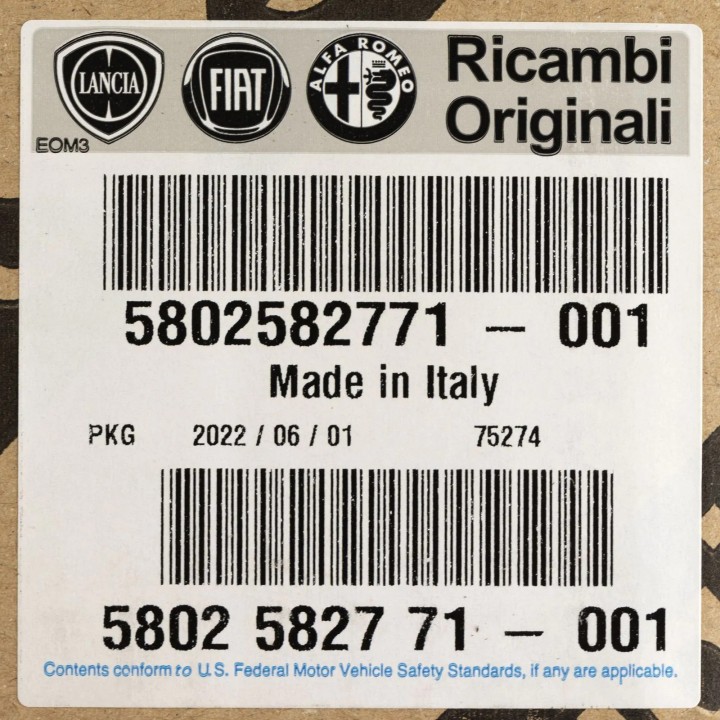 LANCIA FIAT ALFA ROMEO Ricambi
Originali
EOM3
5802582771 — 001
Made in Italy
PKG 2022 / 06 / 01 75274
5802 5827 71 — 001
Contents conform to U.S. Federal Motor Vehicle Safety Standards, if any are applicable.